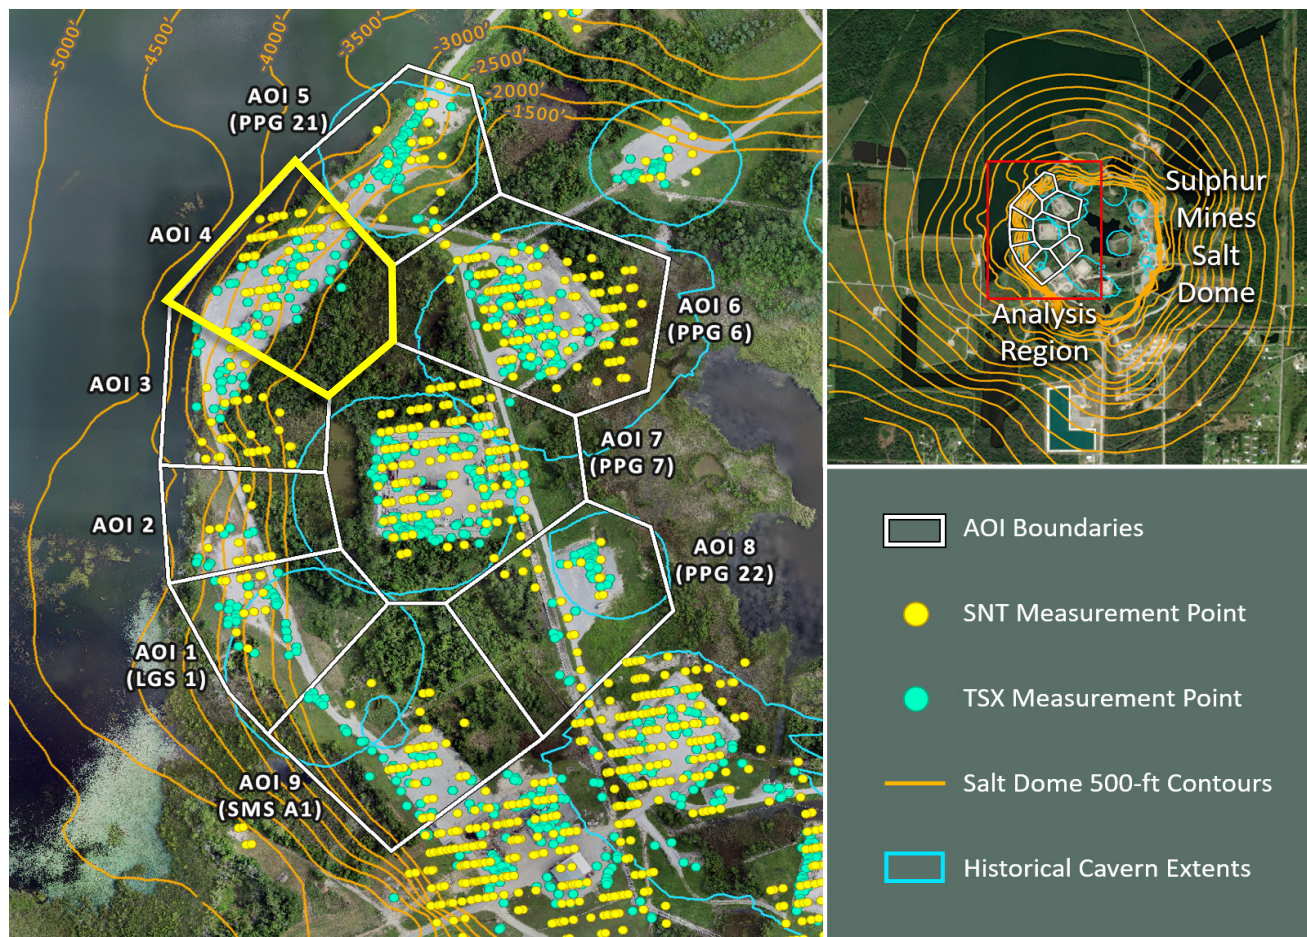 -5000'
-4500'
-4000'
-3500'
-3000'
-2500'
-2000'
-1500'
AOI 5
(PPG 21)
AOI 4
AOI 6
(PPG 6)
AOI 3
AOI 7
(PPG 7)
AOI 2
AOI 8
(PPG 22)
AOI 1
(LGS 1)
AOI 9
(SMS A1)
Sulphur
Mines
Salt
Dome
Analysis
Region
AOI Boundaries
SNT Measurement Point
TSX Measurement Point
Salt Dome 500-ft Contours
Historical Cavern Extents